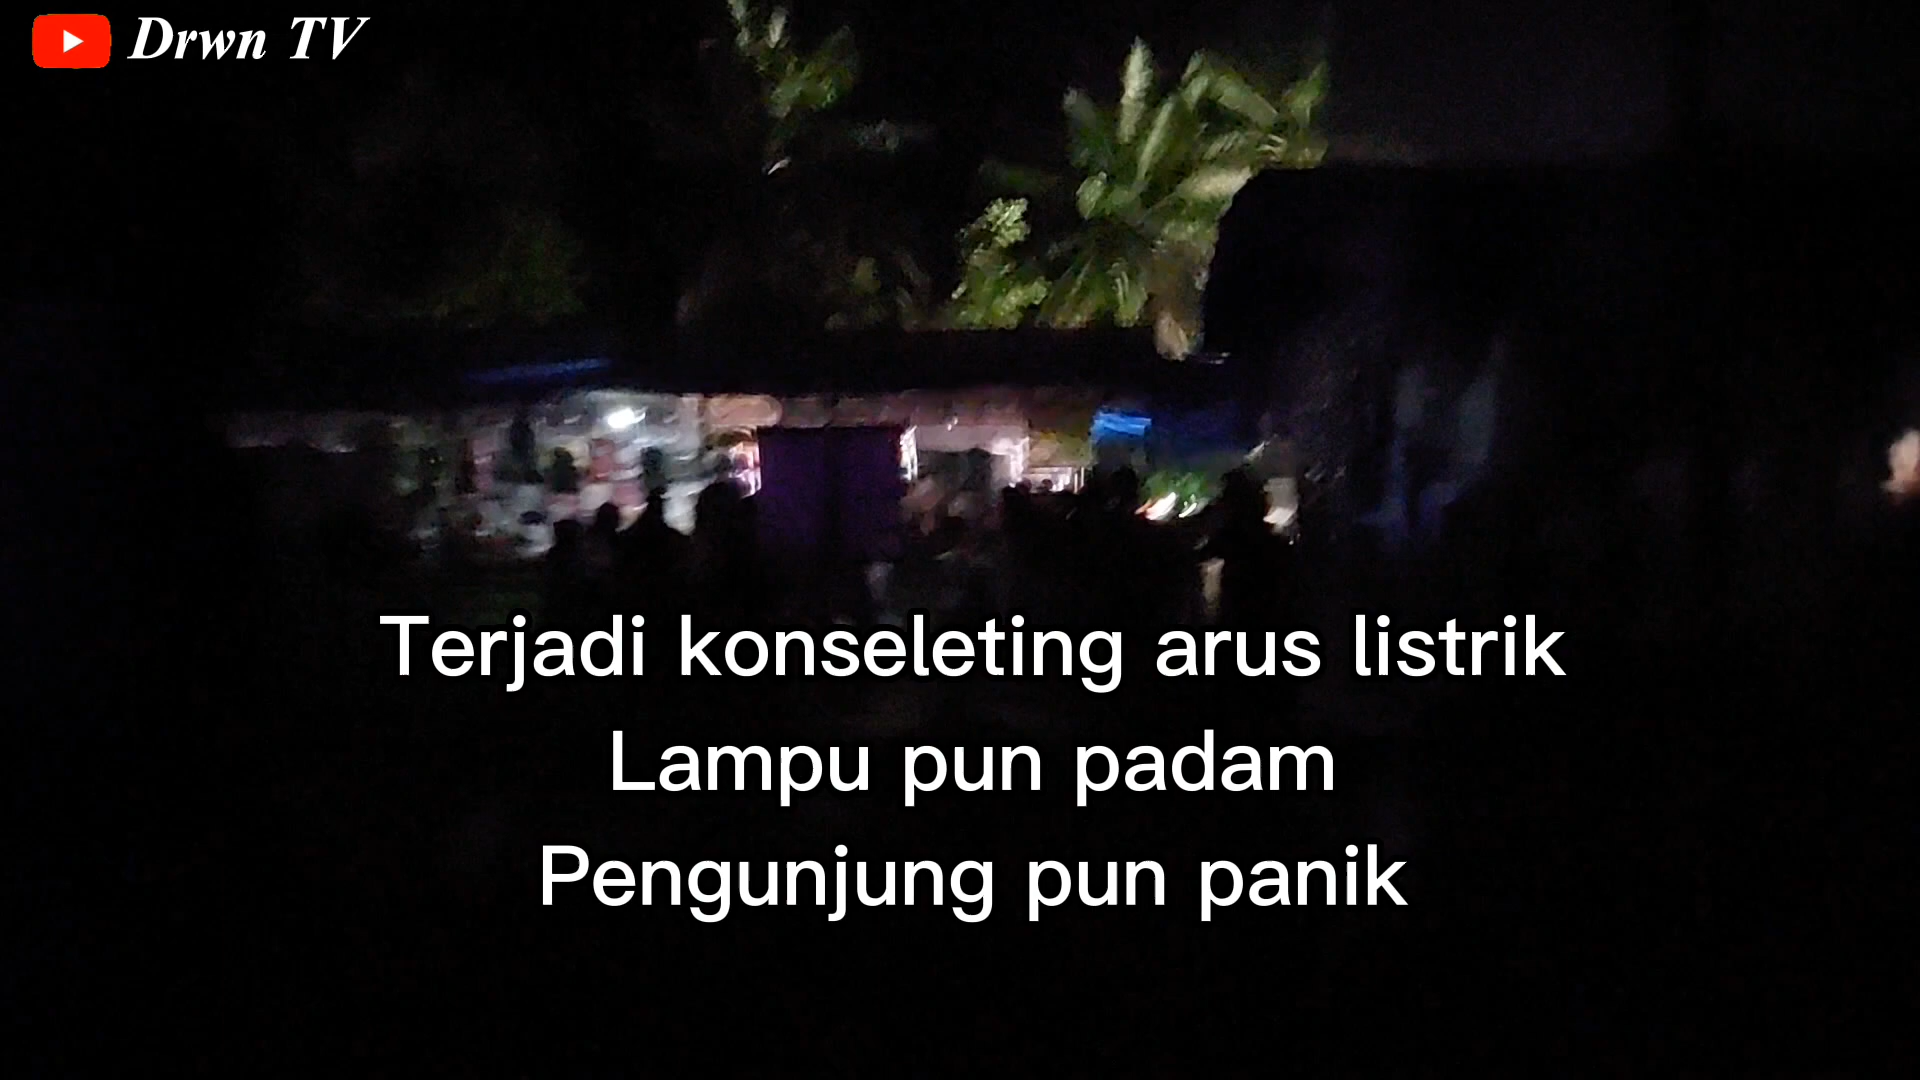 Drwn TV
Terjadi konseleting arus listrik
Lampu pun padam
Pengunjung pun panik